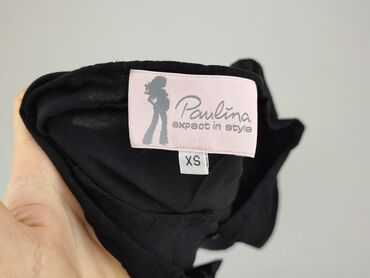 Paulina
expect in style
XS